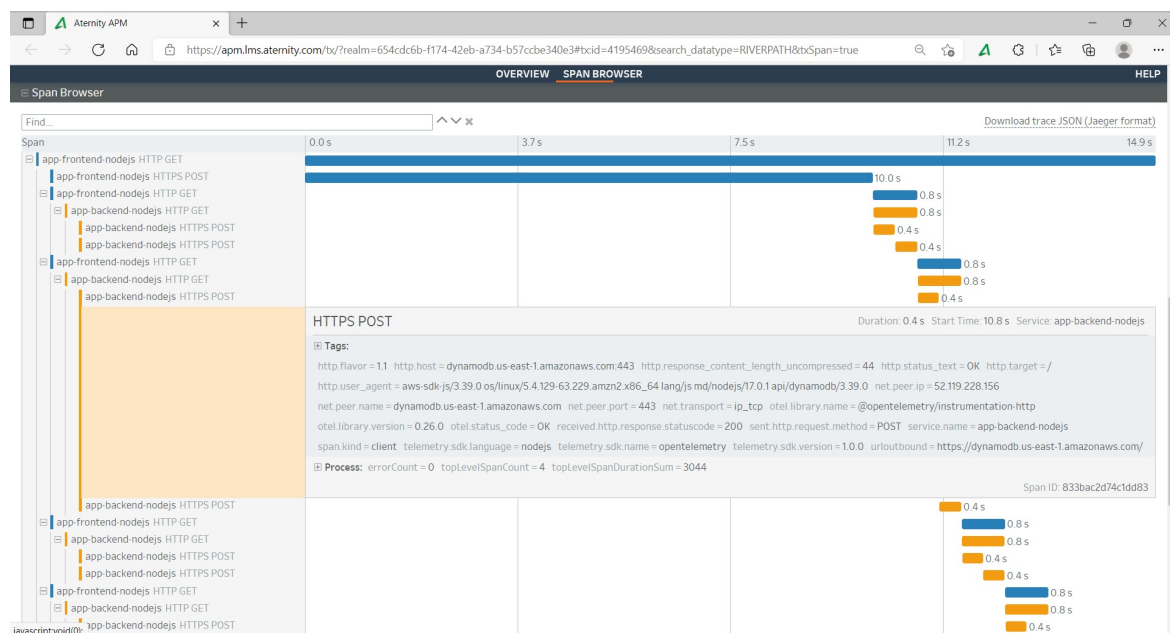 Aternity APM
https://apm.lms.aternity.com/tx/?realm=654cdc6b-f174-42eb-a734-b57ccbe340e3#txcid=4195469&search_datatype=RIVERPATH&txSpan=true
OVERVIEW SPAN BROWSER HELP
Span Browser
Find...
Download trace JSON (Jaeger format)
Span 0.0 s 3.7 s 7.5 s 11.2 s 14.9 s
app-frontend-nodejs HTTP GET
app-frontend-nodejs HTTPS POST 10.0 s
app-frontend-nodejs HTTP GET 0.8 s
app-backend-nodejs HTTP GET 0.8 s
app-backend-nodejs HTTPS POST 0.4 s
app-backend-nodejs HTTPS POST 0.4 s
app-frontend-nodejs HTTP GET 0.8 s
app-backend-nodejs HTTP GET 0.8 s
app-backend-nodejs HTTPS POST 0.4 s
HTTPS POST Duration: 0.4 s Start Time: 10.8 s Service: app-backend-nodejs
Tags:
http.flavor = 1.1 http.host = dynamodb.us-east-1.amazonaws.com:443 http.response_content_length_uncompressed = 44 http.status_text = OK http.target = /
http.user_agent = aws-sdk-js/3.39.0 os/linux/5.4.129-63.229.amzn2.x86_64 lang/js md/nodejs/17.0.1 api/dynamodb/3.39.0 net.peer.ip = 52.119.228.156
net.peer.name = dynamodb.us-east-1.amazonaws.com net.peer.port = 443 net.transport = ip_tcp otel.library.name = @opentelemetry/instrumentation-http
otel.library.version = 0.26.0 otel.status_code = OK received.http.response.statuscode = 200 sent.http.request.method = POST service.name = app-backend-nodejs
span.kind = client telemetry.sdk.language = nodejs telemetry.sdk.name = opentelemetry telemetry.sdk.version = 1.0.0 urloutbound = https://dynamodb.us-east-1.amazonaws.com/
Process: errorCount = 0 topLevelSpanCount = 4 topLevelSpanDurationSum = 3044
Span ID: 833bac2d74c1dd83
app-backend-nodejs HTTPS POST 0.4 s
app-frontend-nodejs HTTP GET 0.8 s
app-backend-nodejs HTTP GET 0.8 s
app-backend-nodejs HTTPS POST 0.4 s
app-backend-nodejs HTTPS POST 0.4 s
app-frontend-nodejs HTTP GET 0.8 s
app-backend-nodejs HTTP GET 0.8 s
app-backend-nodejs HTTPS POST 0.4 s
javascript:void(0);